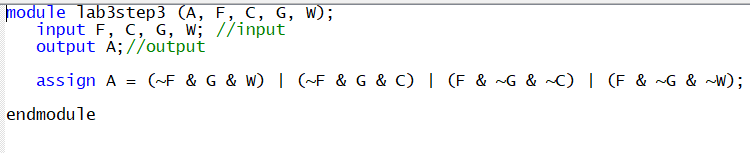 module lab3step3 (A, F, C, G, W);
input F, C, G, W; //input
output A;//output
assign A = (~F & G & W) | (~F & G & C) | (F & ~G & ~C) | (F & ~G & ~W);
endmodule